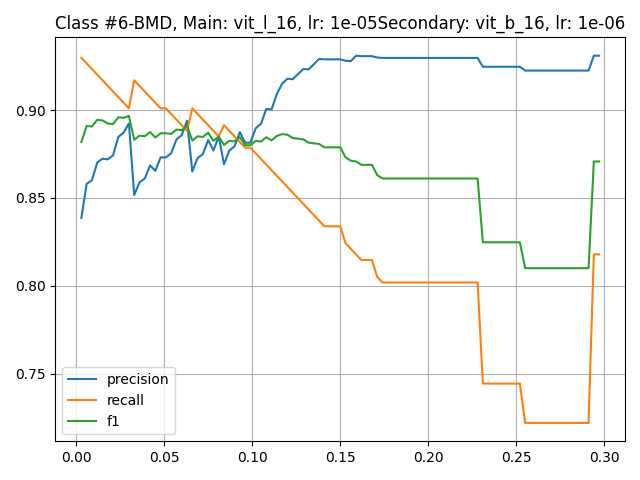 Class #6-BMD, Main: vit_l_16, lr: 1e-05Secondary: vit_b_16, lr: 1e-06
0.90
0.85
0.80
0.75
precision
recall
f1
0.00 0.05 0.10 0.15 0.20 0.25 0.30